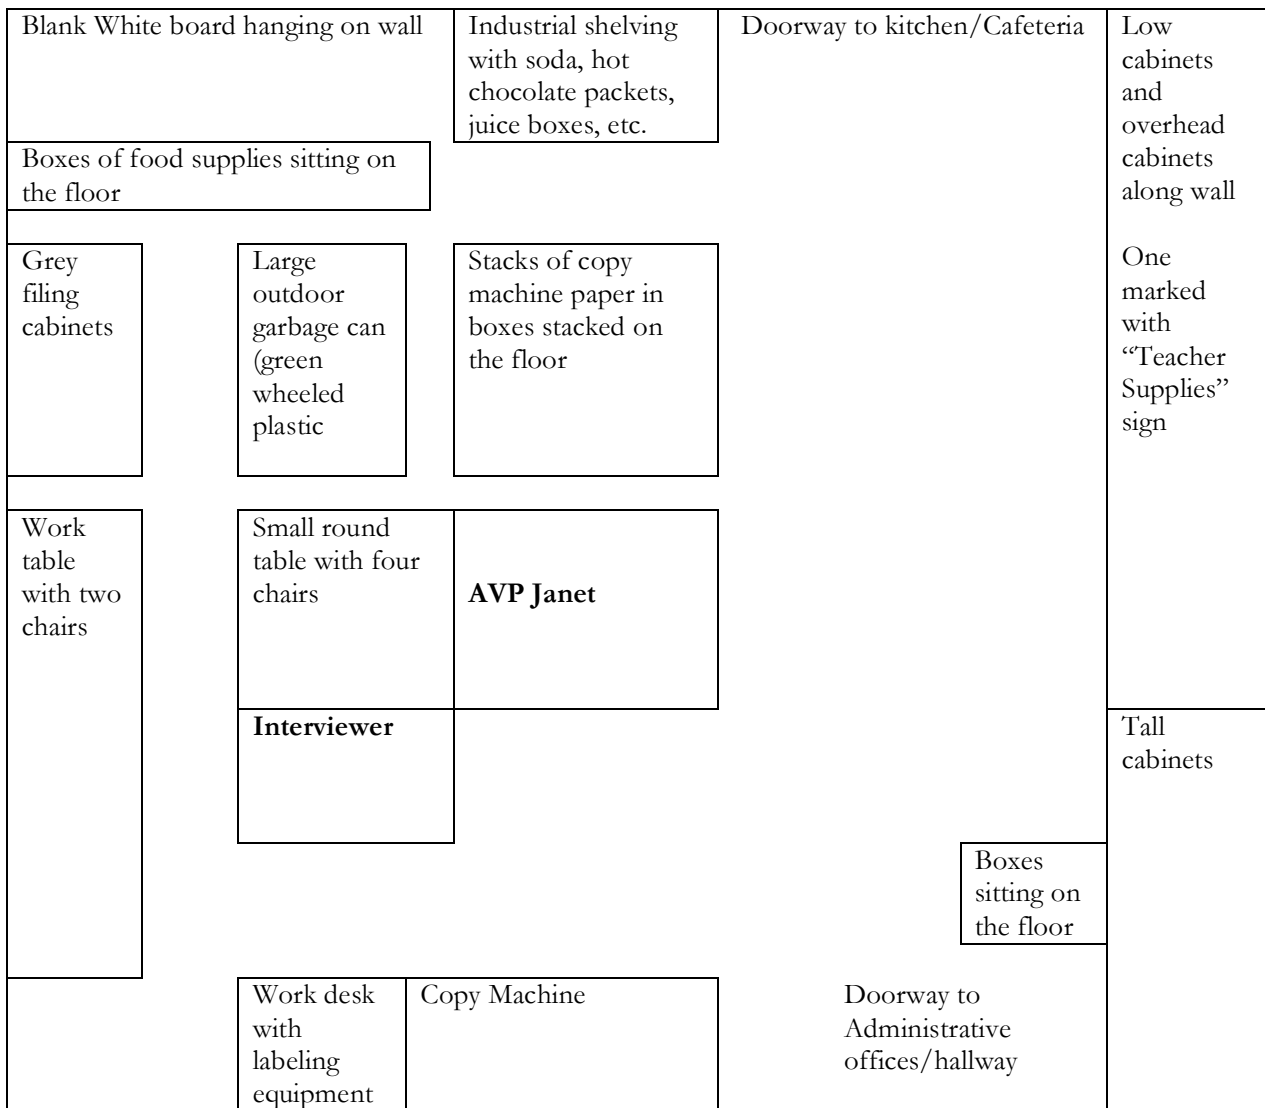 Blank White board hanging on wall
Industrial shelving
with soda, hot
chocolate packets,
juice boxes, etc.
Doorway to kitchen/Cafeteria
Low
cabinets
and
overhead
cabinets
along wall
One
marked
with
“Teacher
Supplies”
sign
Boxes of food supplies sitting on
the floor
Grey
filing
cabinets
Large
outdoor
garbage can
(green
wheeled
plastic
Stacks of copy
machine paper in
boxes stacked on
the floor
Work
table
with two
chairs
Small round
table with four
chairs
AVP Janet
Interviewer
Tall
cabinets
Boxes
sitting on
the floor
Work desk
with
labeling
equipment
Copy Machine
Doorway to
Administrative
offices/hallway